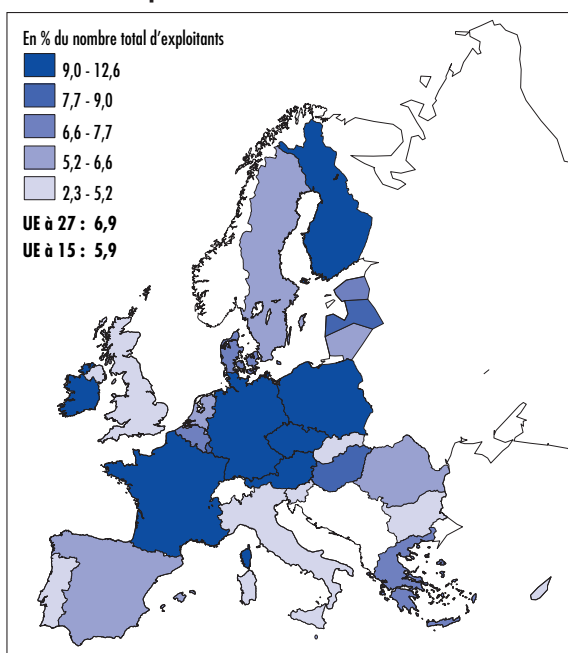 En % du nombre total d'exploitants
9,0 - 12,6
7,7 - 9,0
6,6 - 7,7
5,2 - 6,6
2,3 - 5,2
UE à 27 : 6,9
UE à 15 : 5,9